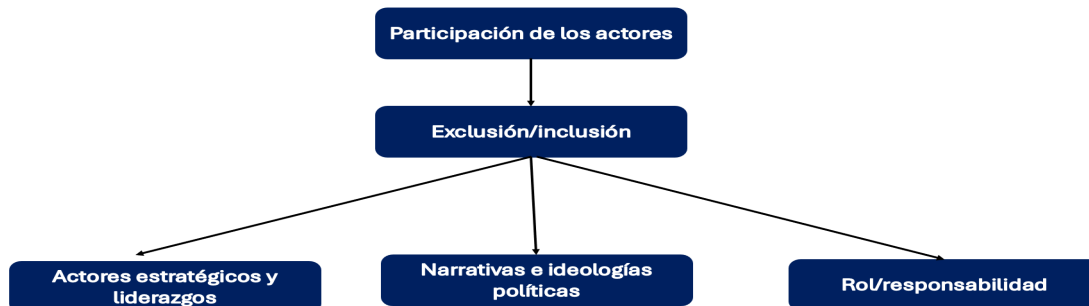 Participación de los actores
Exclusión/inclusión
Actores estratégicos y
liderazgos
Narrativas e ideologías
políticas
Rol/responsabilidad